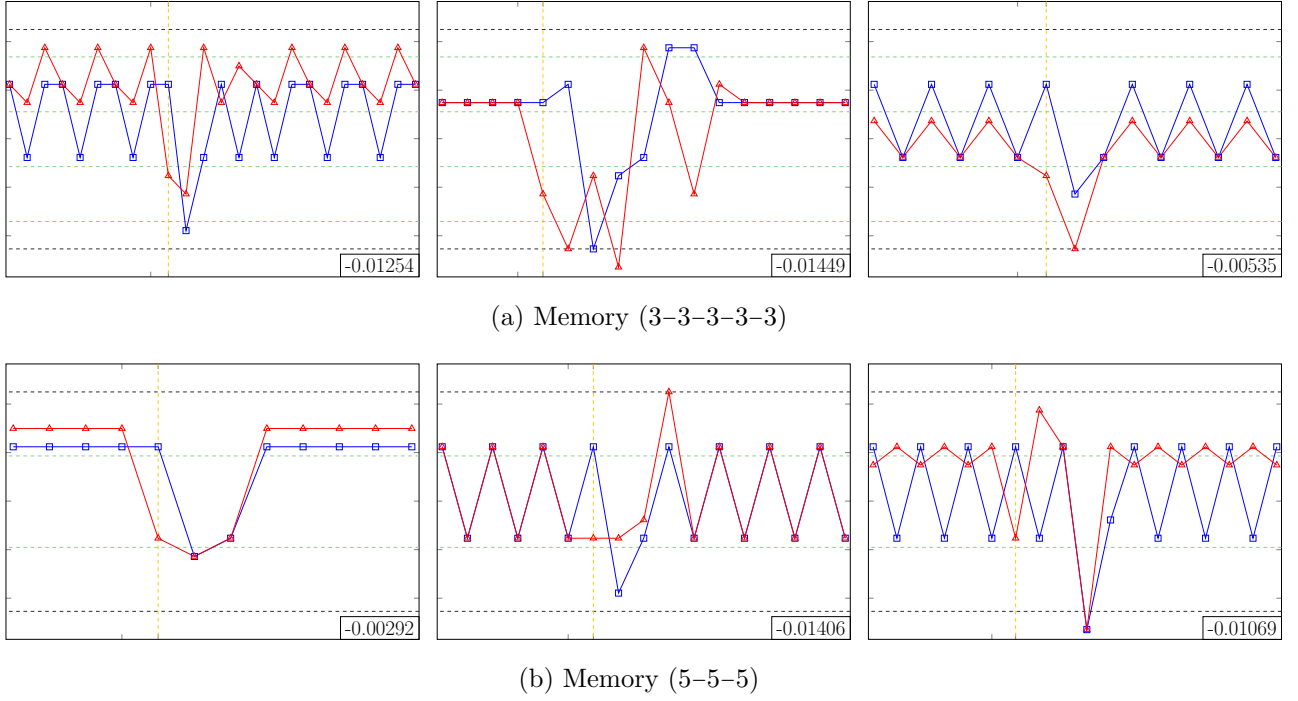 -0.01254 -0.01449 -0.00535
(a) Memory (3–3–3–3–3)
-0.00292 -0.01406 -0.01069
(b) Memory (5–5–5)